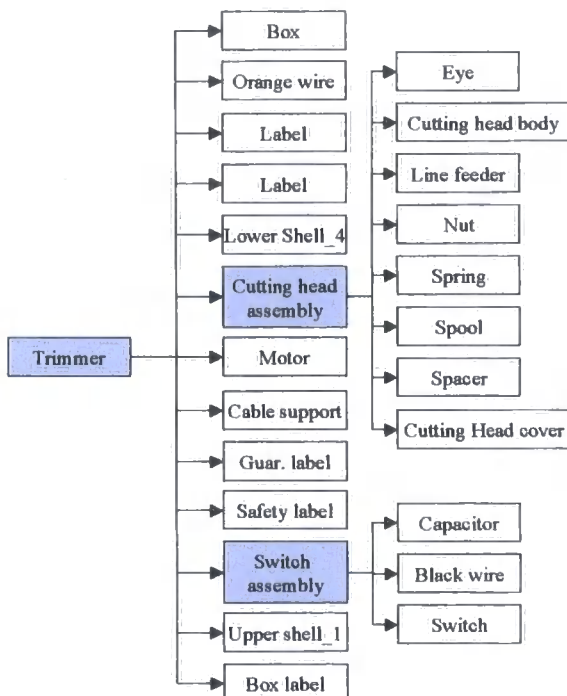 Trimmer
Box
Orange wire
Label
Label
Lower Shell_4
Cutting head
assembly
Motor
Cable support
Guar. label
Safety label
Switch
assembly
Upper shell_1
Box label
Eye
Cutting head body
Line feeder
Nut
Spring
Spool
Spacer
Cutting Head cover
Capacitor
Black wire
Switch